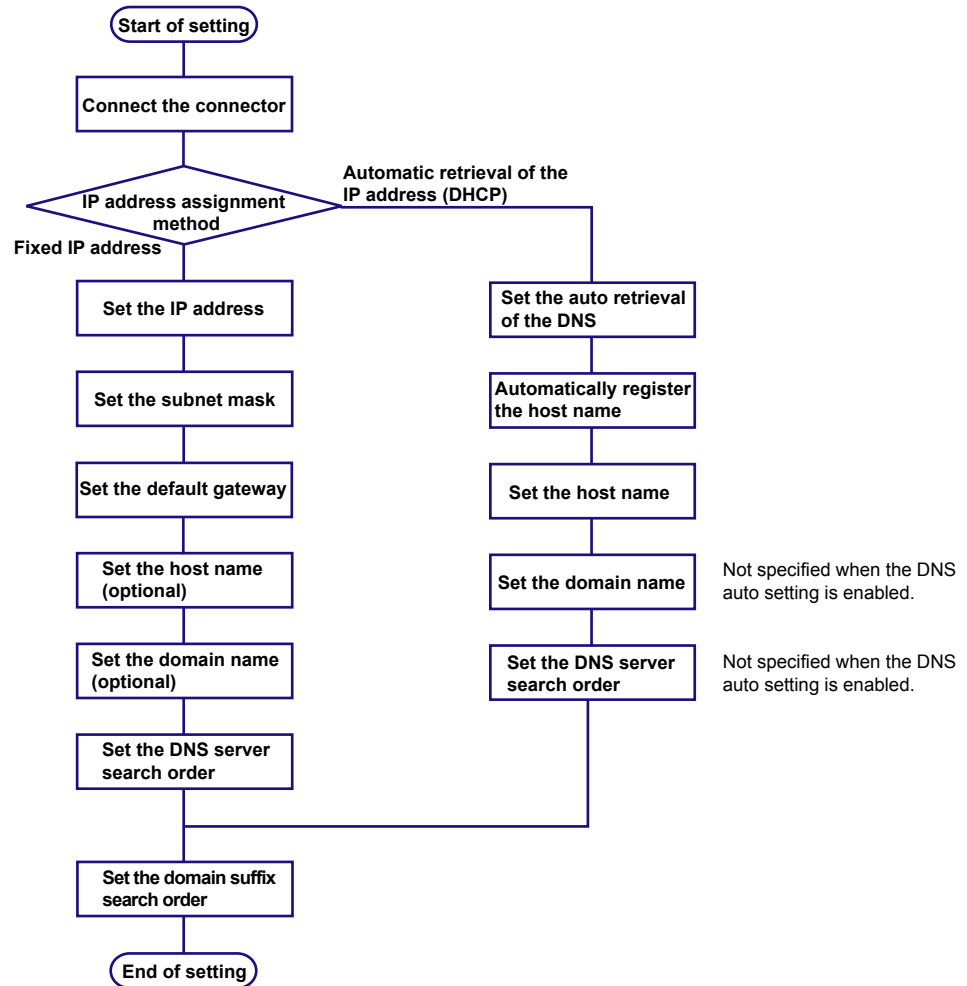 Start of setting
Connect the connector
Automatic retrieval of the
IP address (DHCP)
IP address assignment
method
Fixed IP address
Set the IP address
Set the subnet mask
Set the default gateway
Set the host name
(optional)
Set the domain name
(optional)
Set the DNS server
search order
Set the auto retrieval
of the DNS
Automatically register
the host name
Set the host name
Set the domain name
Not specified when the DNS
auto setting is enabled.
Set the DNS server
search order
Not specified when the DNS
auto setting is enabled.
Set the domain suffix
search order
End of setting